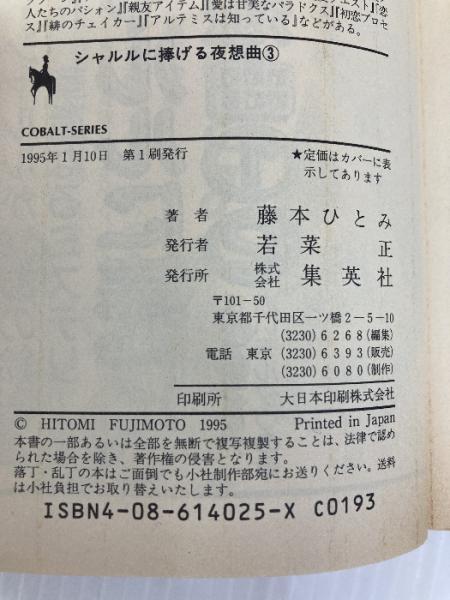 人たちのパション』『親友アイテム』『愛は甘美なパラドクス』『初恋プロセ
ス』『緋のチェイカー』『アルテミスは知っている』などがある。
シャルルに捧げる夜想曲③
COBALT-SERIES
1995年1月10日 第1刷発行
★定価はカバーに表
示してあります
著者 藤本ひとみ
発行者 若菜 正
発行所 株式会社 集英社
〒101-50
東京都千代田区一ツ橋2-5-10
(3230)6268(編集)
電話 東京(3230)6393(販売)
(3230)6080(制作)
印刷所 大日本印刷株式会社
© HITOMI FUJIMOTO 1995 Printed in Japan
本書の一部あるいは全部を無断で複写複製することは、法律で認め
られた場合を除き、著作権の侵害となります。
落丁・乱丁の本はご面倒でも小社制作部宛にお送りください。送料
は小社負担でお取り替えいたします。
ISBN4-08-614025-X C0193